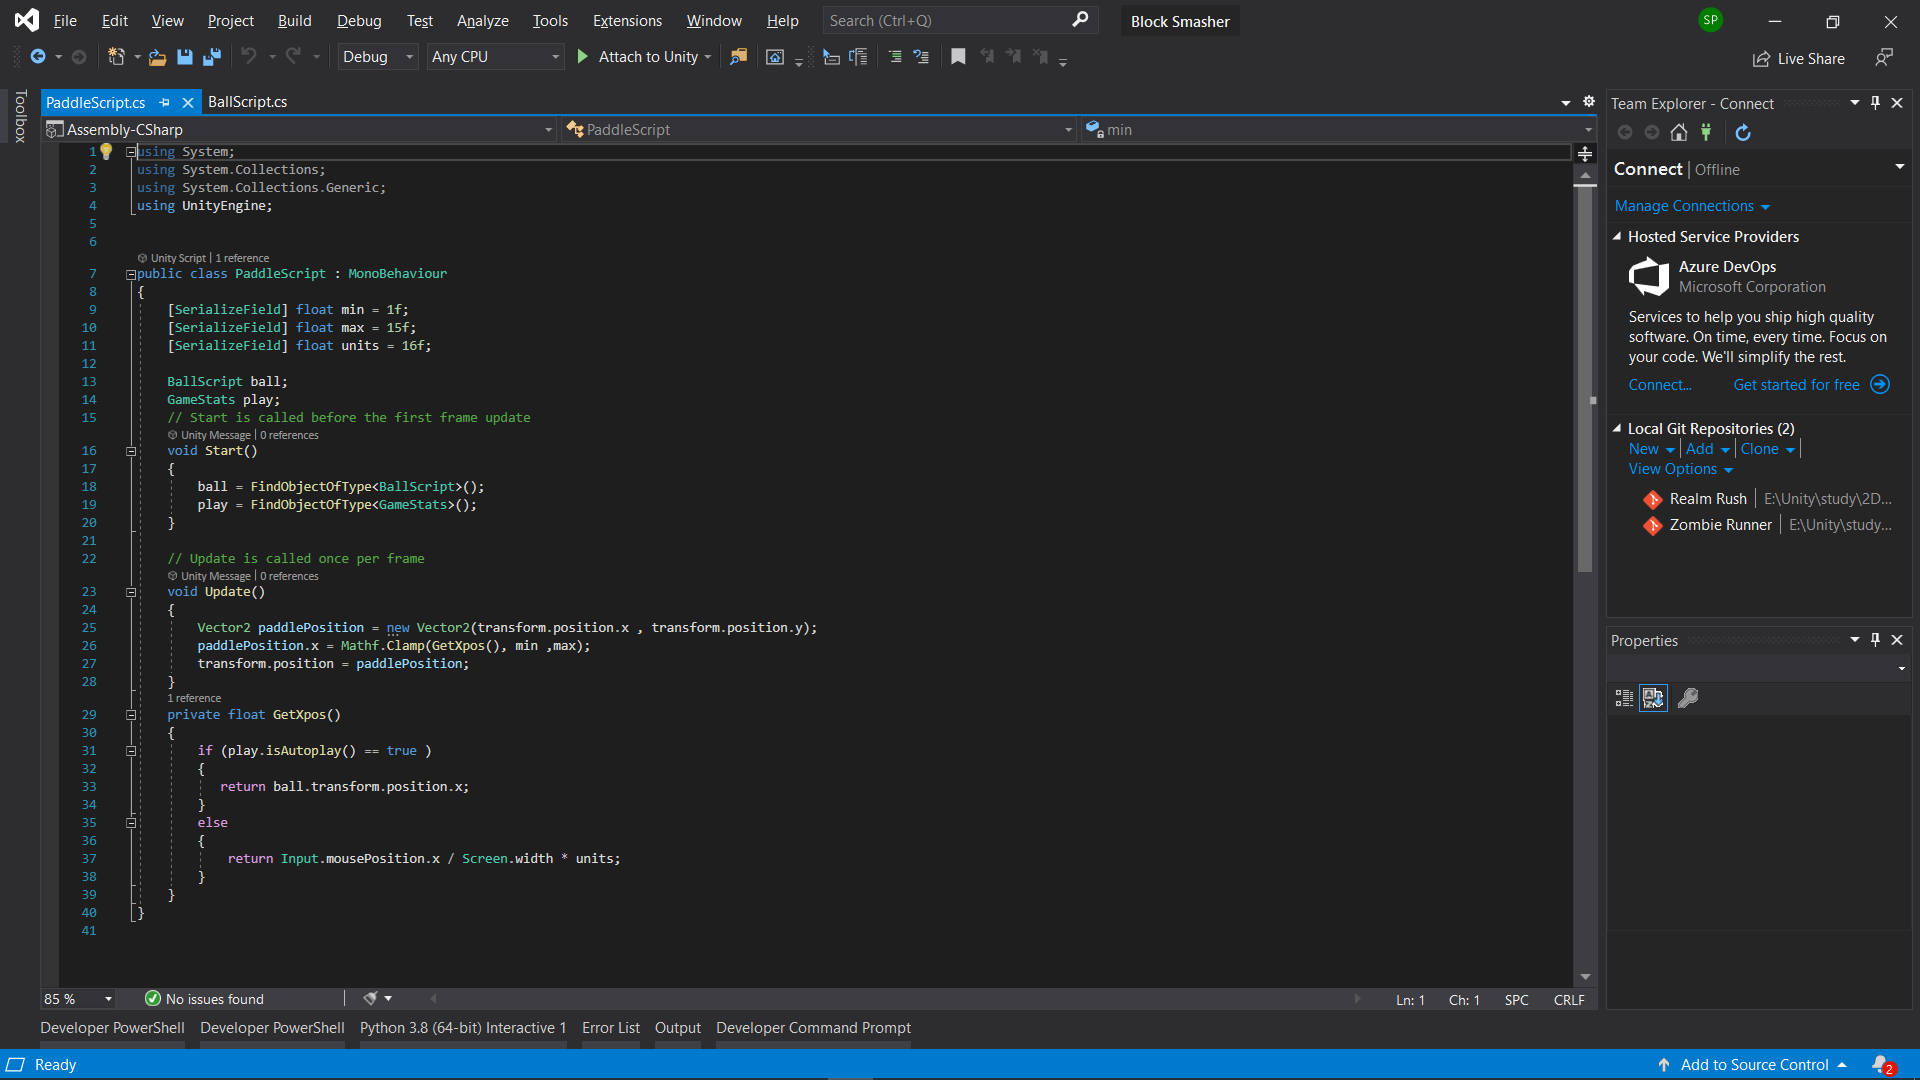 File Edit View Project Build Debug Test Analyze Tools Extensions Window Help Search (Ctrl+Q) Block Smasher SP
Debug Any CPU Attach to Unity Live Share
Toolbox
PaddleScript.cs BallScript.cs
Assembly-CSharp PaddleScript min
1 using System;
2 using System.Collections;
3 using System.Collections.Generic;
4 using UnityEngine;
5
6
Unity Script | 1 reference
7 public class PaddleScript : MonoBehaviour
8 {
9 [SerializeField] float min = 1f;
10 [SerializeField] float max = 15f;
11 [SerializeField] float units = 16f;
12
13 BallScript ball;
14 GameStats play;
15 // Start is called before the first frame update
Unity Message | 0 references
16 void Start()
17 {
18 ball = FindObjectOfType<BallScript>();
19 play = FindObjectOfType<GameStats>();
20 }
21
22 // Update is called once per frame
Unity Message | 0 references
23 void Update()
24 {
25 Vector2 paddlePosition = new Vector2(transform.position.x , transform.position.y);
26 paddlePosition.x = Mathf.Clamp(GetXpos(), min ,max);
27 transform.position = paddlePosition;
28 }
1 reference
29 private float GetXpos()
30 {
31 if (play.isAutoplay() == true )
32 {
33 return ball.transform.position.x;
34 }
35 else
36 {
37 return Input.mousePosition.x / Screen.width * units;
38 }
39 }
40 }
41
85 % No issues found Ln: 1 Ch: 1 SPC CRLF
Team Explorer - Connect
Connect | Offline
Manage Connections
Hosted Service Providers
Azure DevOps
Microsoft Corporation
Services to help you ship high quality
software. On time, every time. Focus on
your code. We'll simplify the rest.
Connect... Get started for free
Local Git Repositories (2)
New | Add | Clone |
View Options
Realm Rush | E:\Unity\study\2D...
Zombie Runner | E:\Unity\study...
Properties
Developer PowerShell Developer PowerShell Python 3.8 (64-bit) Interactive 1 Error List Output Developer Command Prompt
Ready Add to Source Control 2